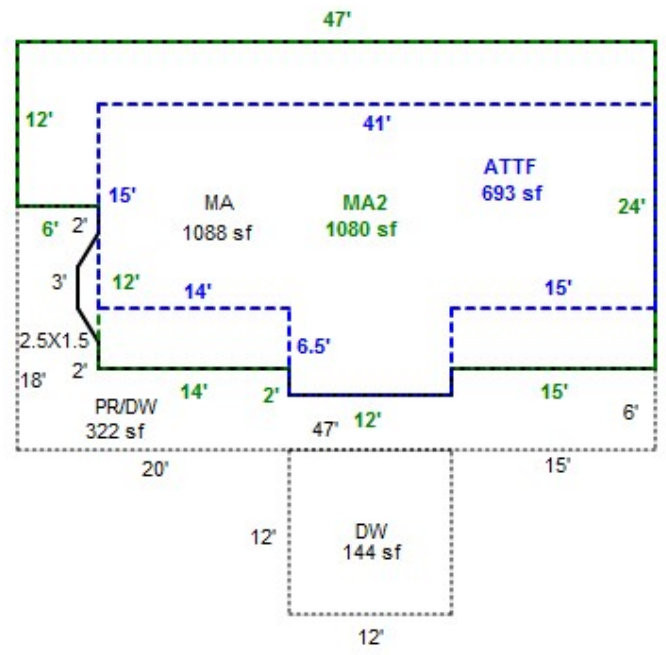 47'
12'
41'
ATTF
693 sf
15'
MA
1088 sf
MA2
1080 sf
24'
6'
2'
3'
12'
14'
15'
2.5X1.5
6.5'
18'
2'
14'
2'
12'
15'
PR/DW
322 sf
47'
6'
20'
15'
12'
DW
144 sf
12'